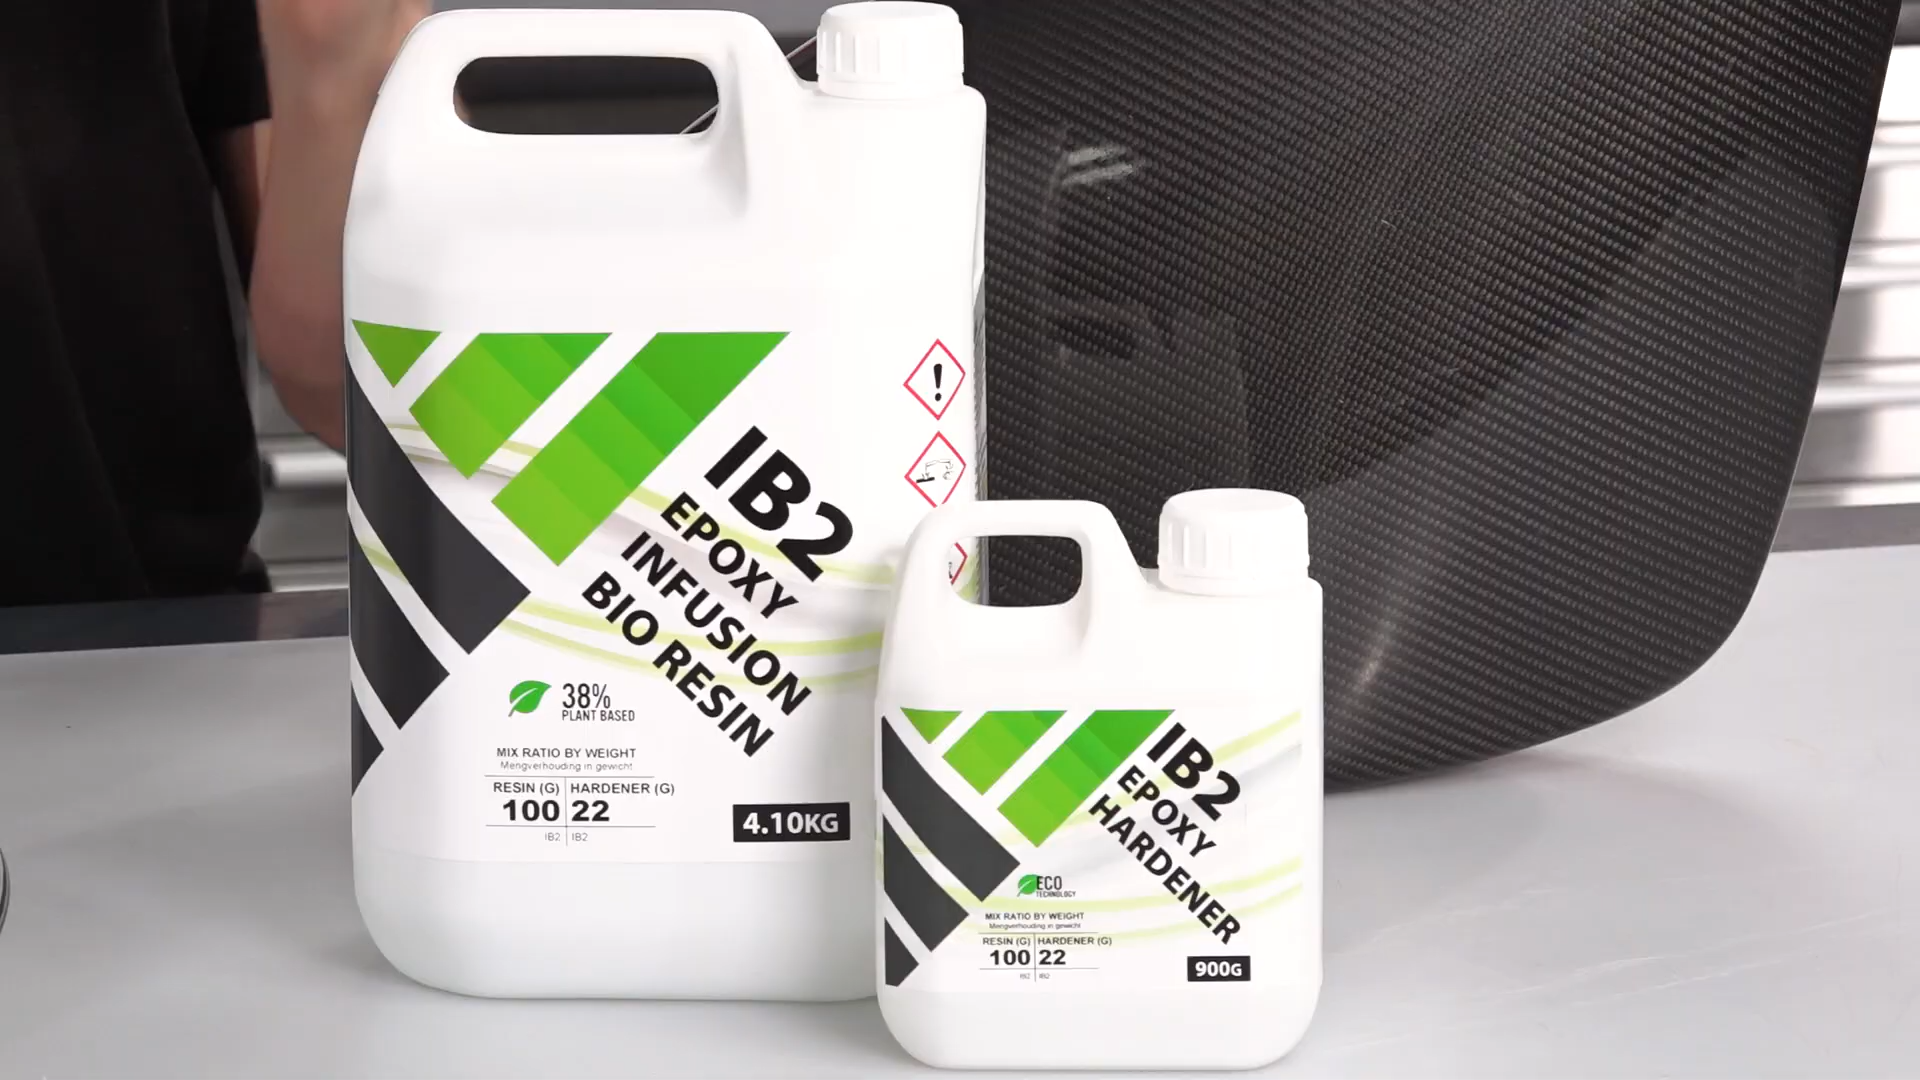 IB2
EPOXY
INFUSION
BIO RESIN
38%
PLANT BASED
MIX RATIO BY WEIGHT
Mengverhouding in gewicht
RESIN (G) HARDENER (G)
100 22
IB2 IB2
4.10KG
IB2
EPOXY
HARDENER
ECO
TECHNOLOGY
MIX RATIO BY WEIGHT
Mengverhouding in gewicht
RESIN (G) HARDENER (G)
100 22
IB2 IB2
900G